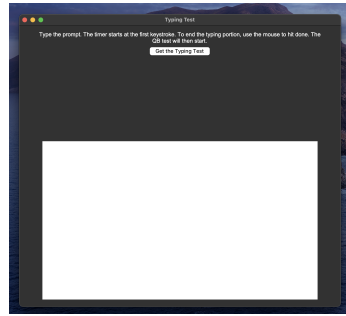 Typing Test
Type the prompt. The timer starts at the first keystroke. To end the typing portion, use the mouse to hit done. The
QB test will then start.
Get the Typing Test